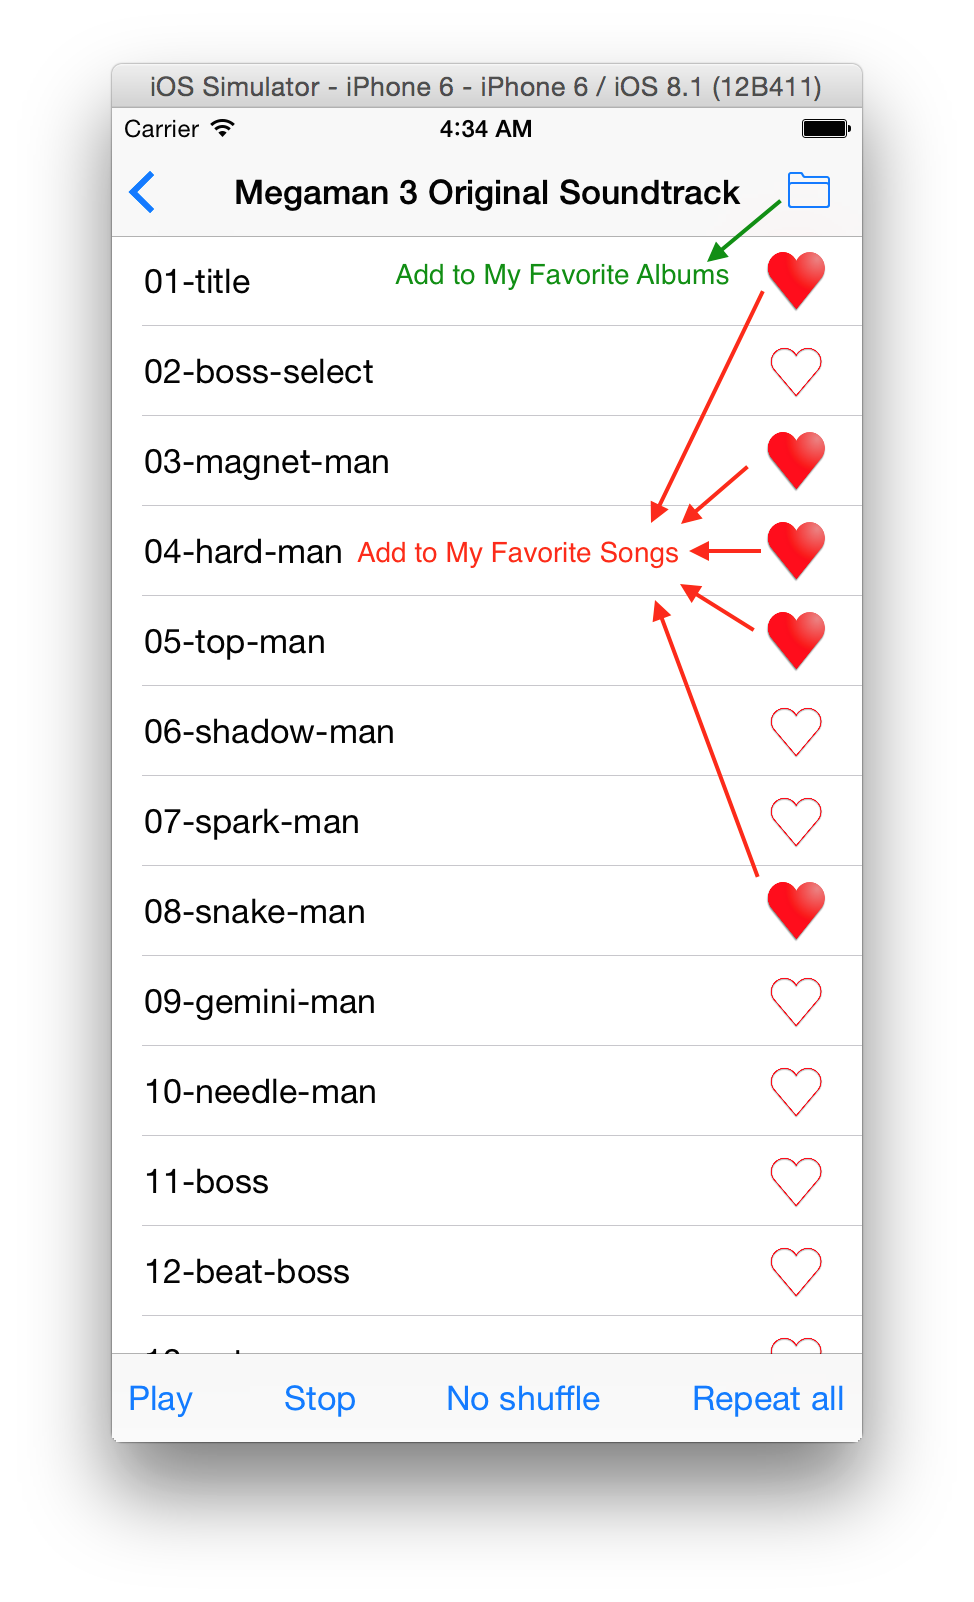 iOS Simulator - iPhone 6 - iPhone 6 / iOS 8.1 (12B411)
Carrier 4:34 AM
Megaman 3 Original Soundtrack
Add to My Favorite Albums
01-title
02-boss-select
03-magnet-man
04-hard-man Add to My Favorite Songs
05-top-man
06-shadow-man
07-spark-man
08-snake-man
09-gemini-man
10-needle-man
11-boss
12-beat-boss
Play Stop No shuffle Repeat all